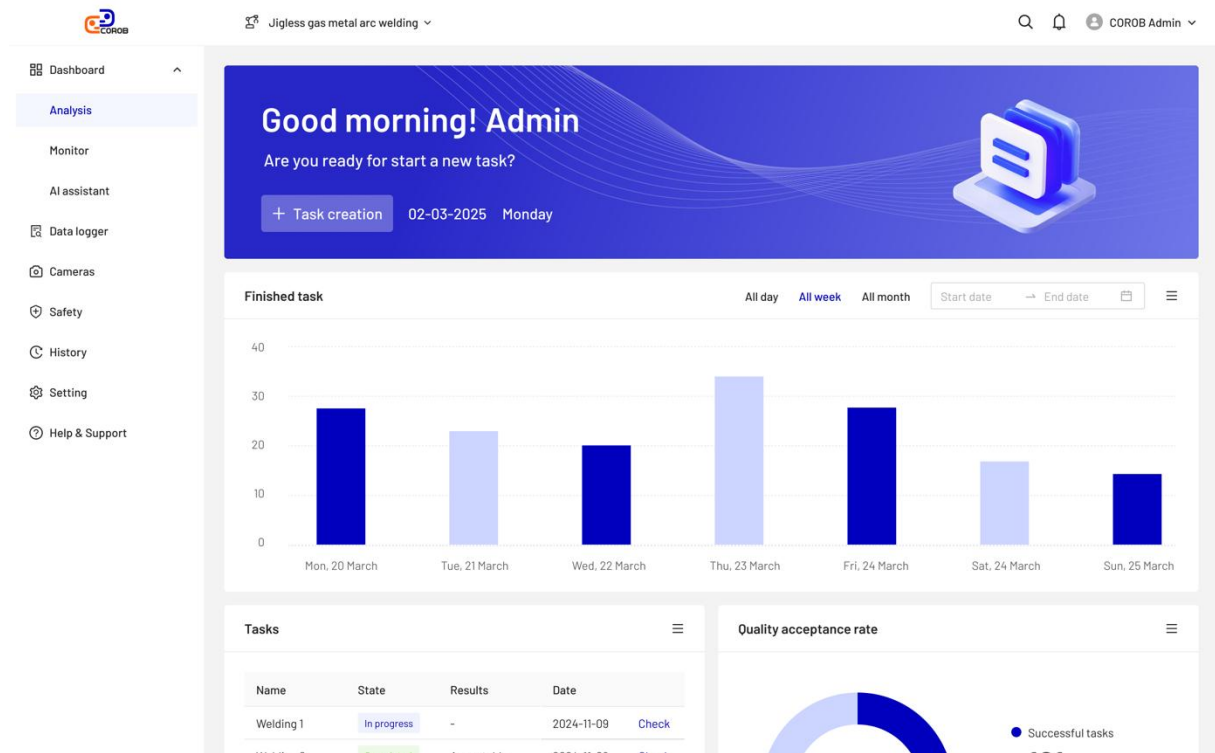 COROB
Jigless gas metal arc welding
COROB Admin
Dashboard
Analysis
Monitor
AI assistant
Data logger
Cameras
Safety
History
Setting
Help & Support
Good morning! Admin
Are you ready for start a new task?
+ Task creation 02-03-2025 Monday
Finished task
All day All week All month Start date → End date
40
30
20
10
0
Mon, 20 March Tue, 21 March Wed, 22 March Thu, 23 March Fri, 24 March Sat, 24 March Sun, 25 March
Tasks
Name State Results Date
Welding 1 In progress - 2024-11-09 Check
Quality acceptance rate
Successful tasks